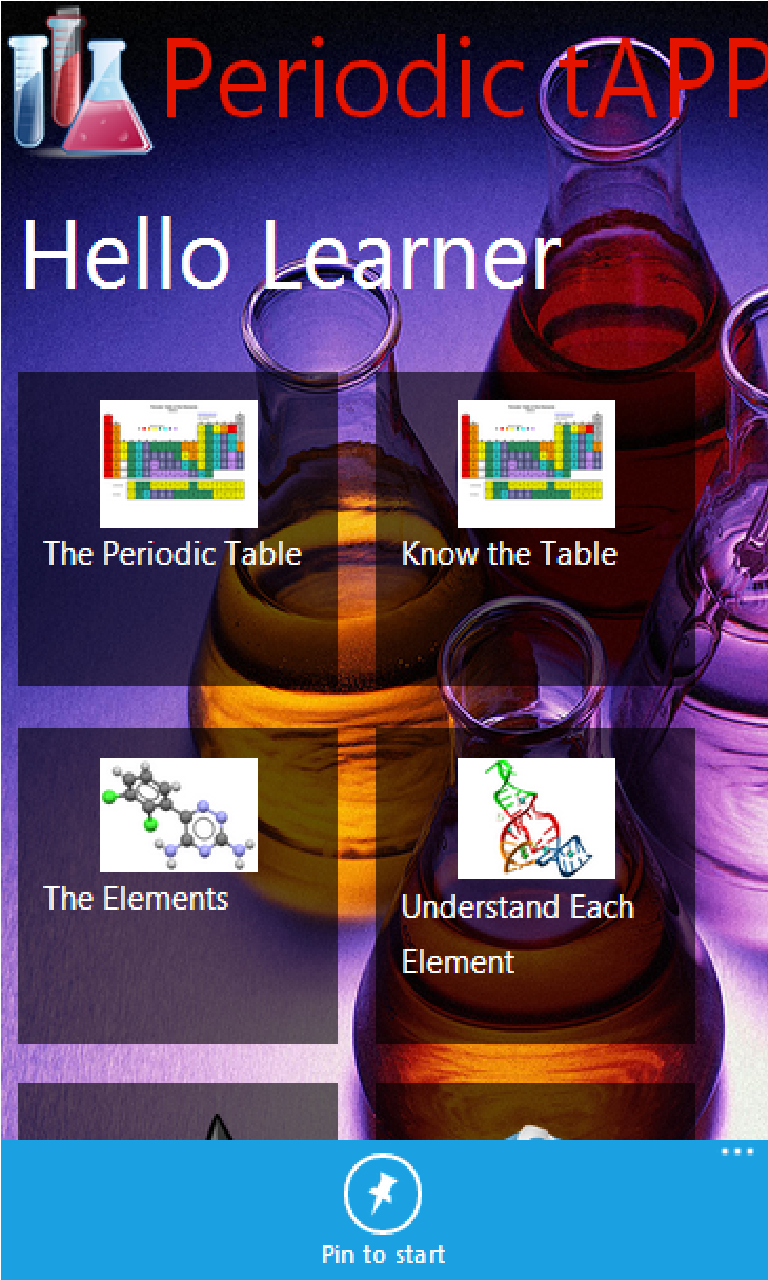 Periodic tAPP
Hello Learner
The Periodic Table
Know the Table
The Elements
Understand Each
Element
Pin to start